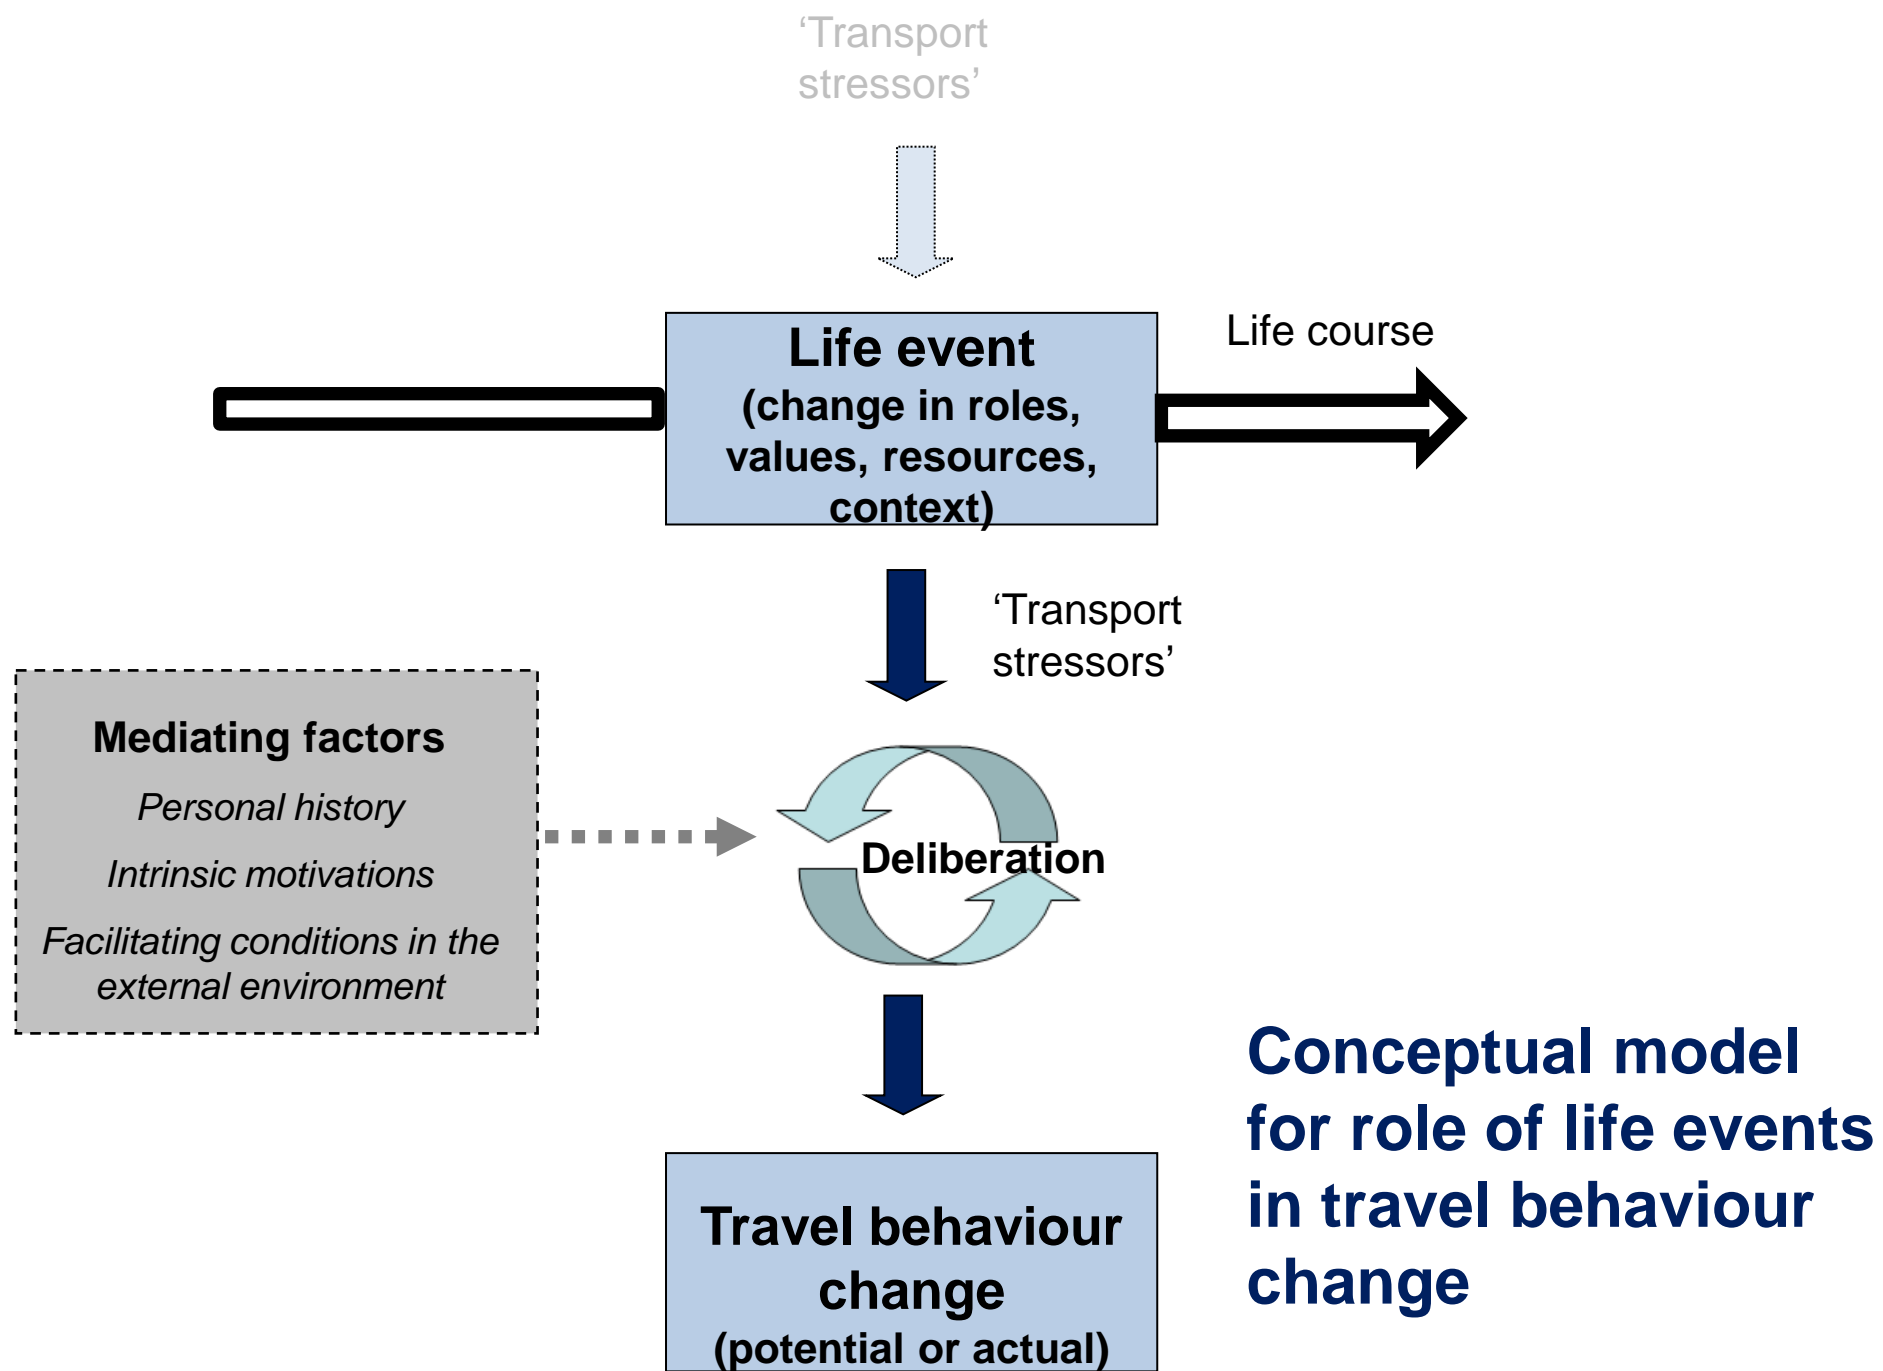 ‘Transport
stressors’
Life event
(change in roles,
values, resources,
context)
Life course
‘Transport
stressors’
Mediating factors
Personal history
Intrinsic motivations
Facilitating conditions in the
external environment
Deliberation
Travel behaviour
change
(potential or actual)
Conceptual model
for role of life events
in travel behaviour
change